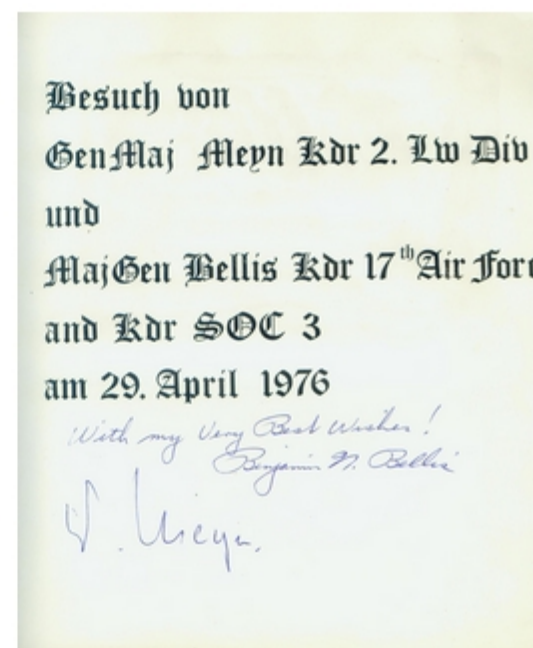 Besuch von
GenMaj Meyn Kdr 2. Lw Div
und
MajGen Bellis Kdr 17th Air Forc
and Kdr SOC 3
am 29. April 1976
With my Very Best Wishes!
Benjamin N. Bellis
W. Meyn.